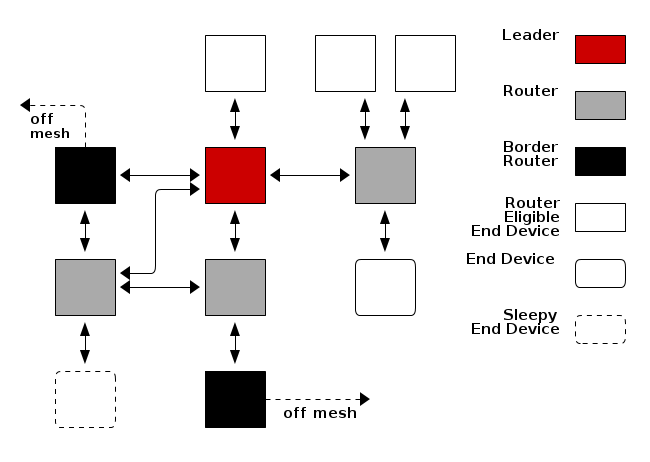 off
mesh
off mesh
Leader
Router
Border
Router
Router
Eligible
End Device
End Device
Sleepy
End Device